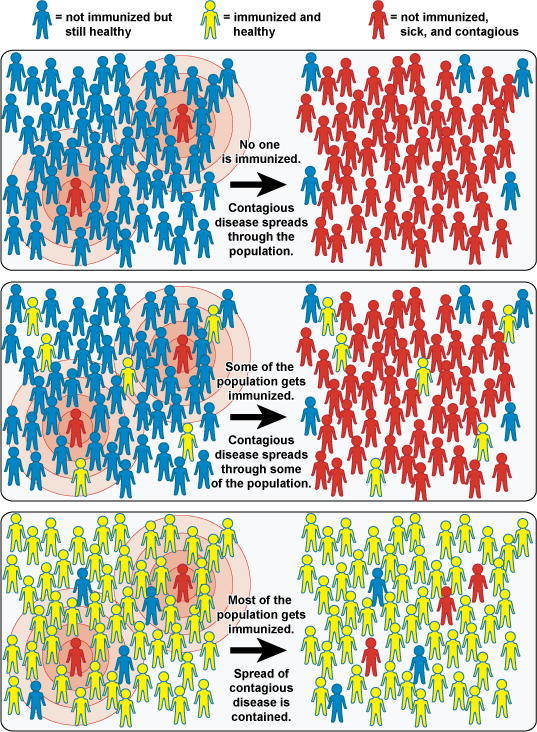 = not immunized but
still healthy
= immunized and
healthy
= not immunized,
sick, and contagious
No one
is immunized.
Contagious
disease spreads
through the
population.
Some of the
population gets
immunized.
Contagious
disease spreads
through some
of the population.
Most of the
population gets
immunized.
Spread of
contagious
disease is
contained.